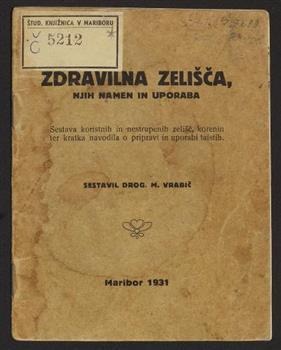 ŠTUD. KNJIŽNICA V MARIBORU
Č 5212
ZDRAVILNA ZELIŠČA,
NJIH NAMEN IN UPORABA
Sestava koristnih in nestrupenih zelišč, korenin
ter kratka navodila o pripravi in uporabi taistih.
SESTAVIL DROG. M. VRABIČ
Maribor 1931